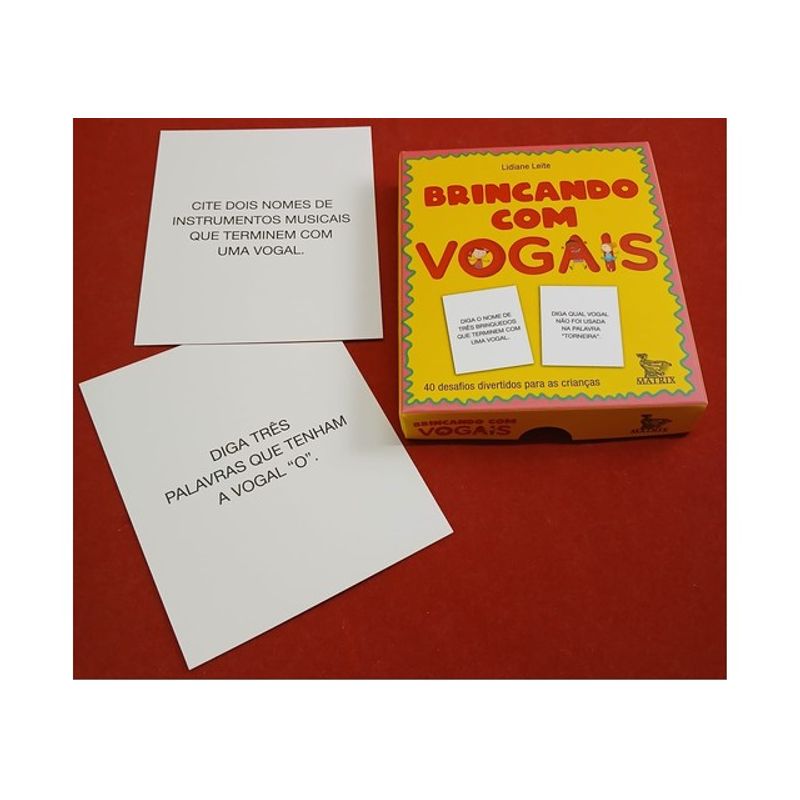 CITE DOIS NOMES DE
INSTRUMENTOS MUSICAIS
QUE TERMINEM COM
UMA VOGAL.
DIGA TRÊS
PALAVRAS QUE TENHAM
A VOGAL "O".
Lidiane Leite
BRINCANDO
COM
VOGAIS
DIGA O NOME DE
TRÊS BRINQUEDOS
QUE TERMINEM COM
UMA VOGAL.
DIGA QUAL VOGAL
NÃO FOI USADA
NA PALAVRA
"TORNEIRA".
40 desafios divertidos para as crianças
MATRIX
BRINCANDO COM
VOGAIS
MATRIX